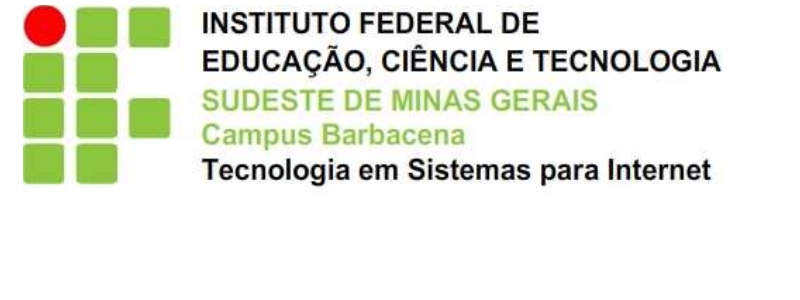 INSTITUTO FEDERAL DE
EDUCAÇÃO, CIÊNCIA E TECNOLOGIA
SUDESTE DE MINAS GERAIS
Campus Barbacena
Tecnologia em Sistemas para Internet